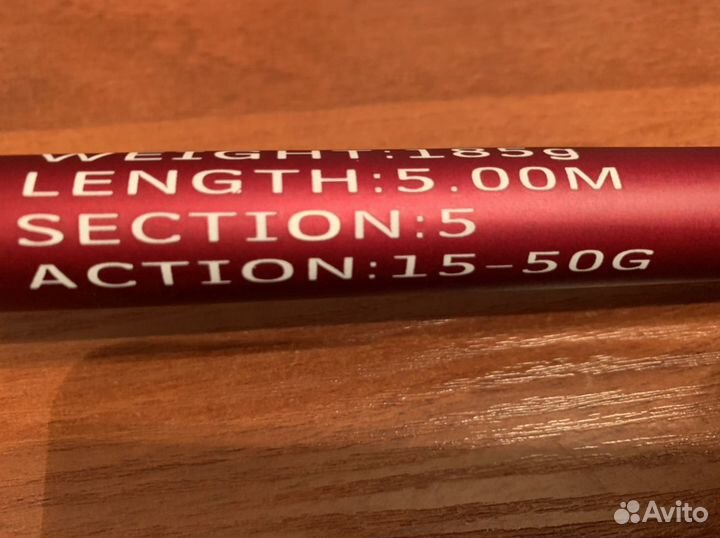 WEIGHT:185g
LENGTH:5.00M
SECTION:5
ACTION:15-50G
Avito